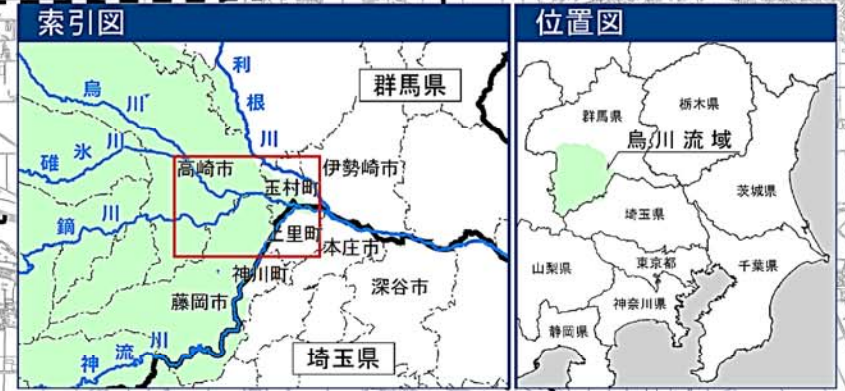 索引図
利根川
群馬県
烏川
碓氷川
高崎市
伊勢崎市
玉村町
鏑川
上里町
本庄市
神川町
深谷市
藤岡市
神流川
埼玉県
位置図
栃木県
群馬県
烏川流域
茨城県
埼玉県
山梨県
東京都
千葉県
神奈川県
静岡県